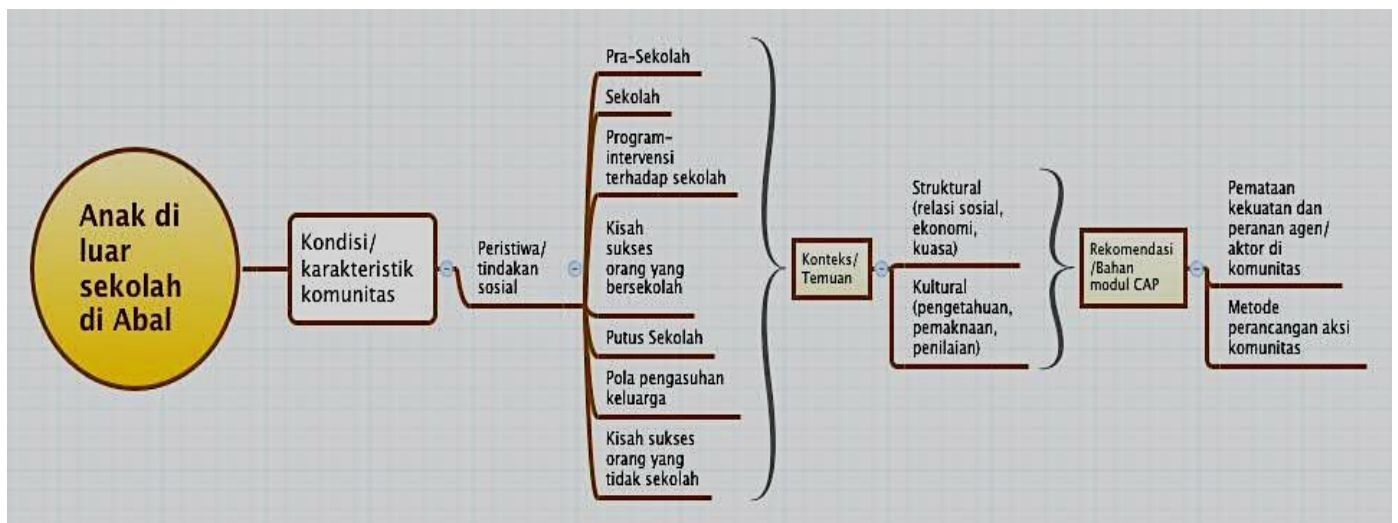 Anak di
luar
sekolah
di Abal
Kondisi/
karakteristik
komunitas
Peristiwa/
tindakan
sosial
Pra-Sekolah
Sekolah
Program-
intervensi
terhadap sekolah
Kisah
sukses
orang yang
bersekolah
Putus Sekolah
Pola pengasuhan
keluarga
Kisah sukses
orang yang
tidak sekolah
Konteks/
Temuan
Struktural
(relasi sosial,
ekonomi,
kuasa)
Kultural
(pengetahuan,
pemaknaan,
penilaian)
Rekomendasi
/Bahan
modul CAP
Pemataan
kekuatan dan
peranan agen/
aktor di
komunitas
Metode
perancangan aksi
komunitas